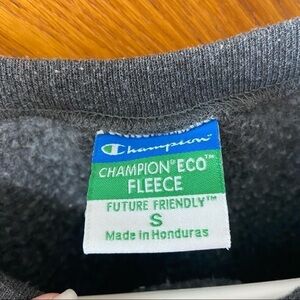 Champion
CHAMPION® ECO™
FLEECE
FUTURE FRIENDLY™
S
Made in Honduras